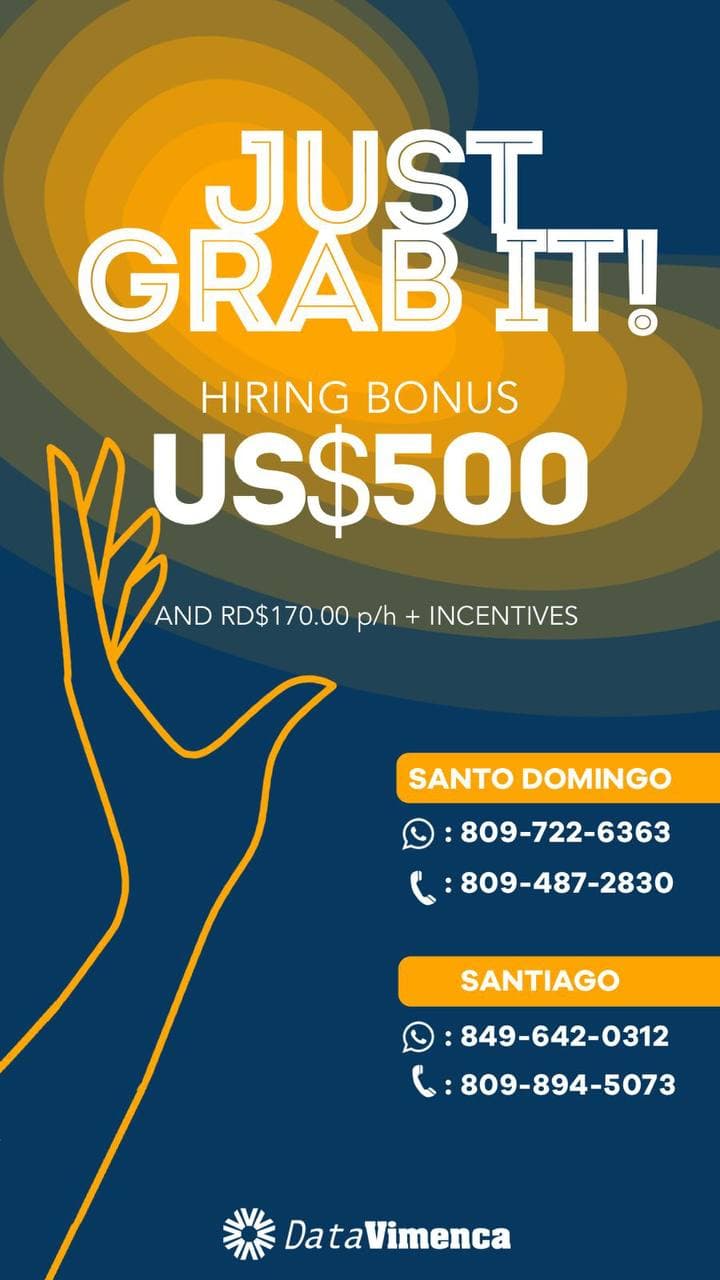 JUST
GRAB IT!
HIRING BONUS
US$500
AND RD$170.00 p/h + INCENTIVES
SANTO DOMINGO
: 809-722-6363
: 809-487-2830
SANTIAGO
: 849-642-0312
: 809-894-5073
DataVimenca